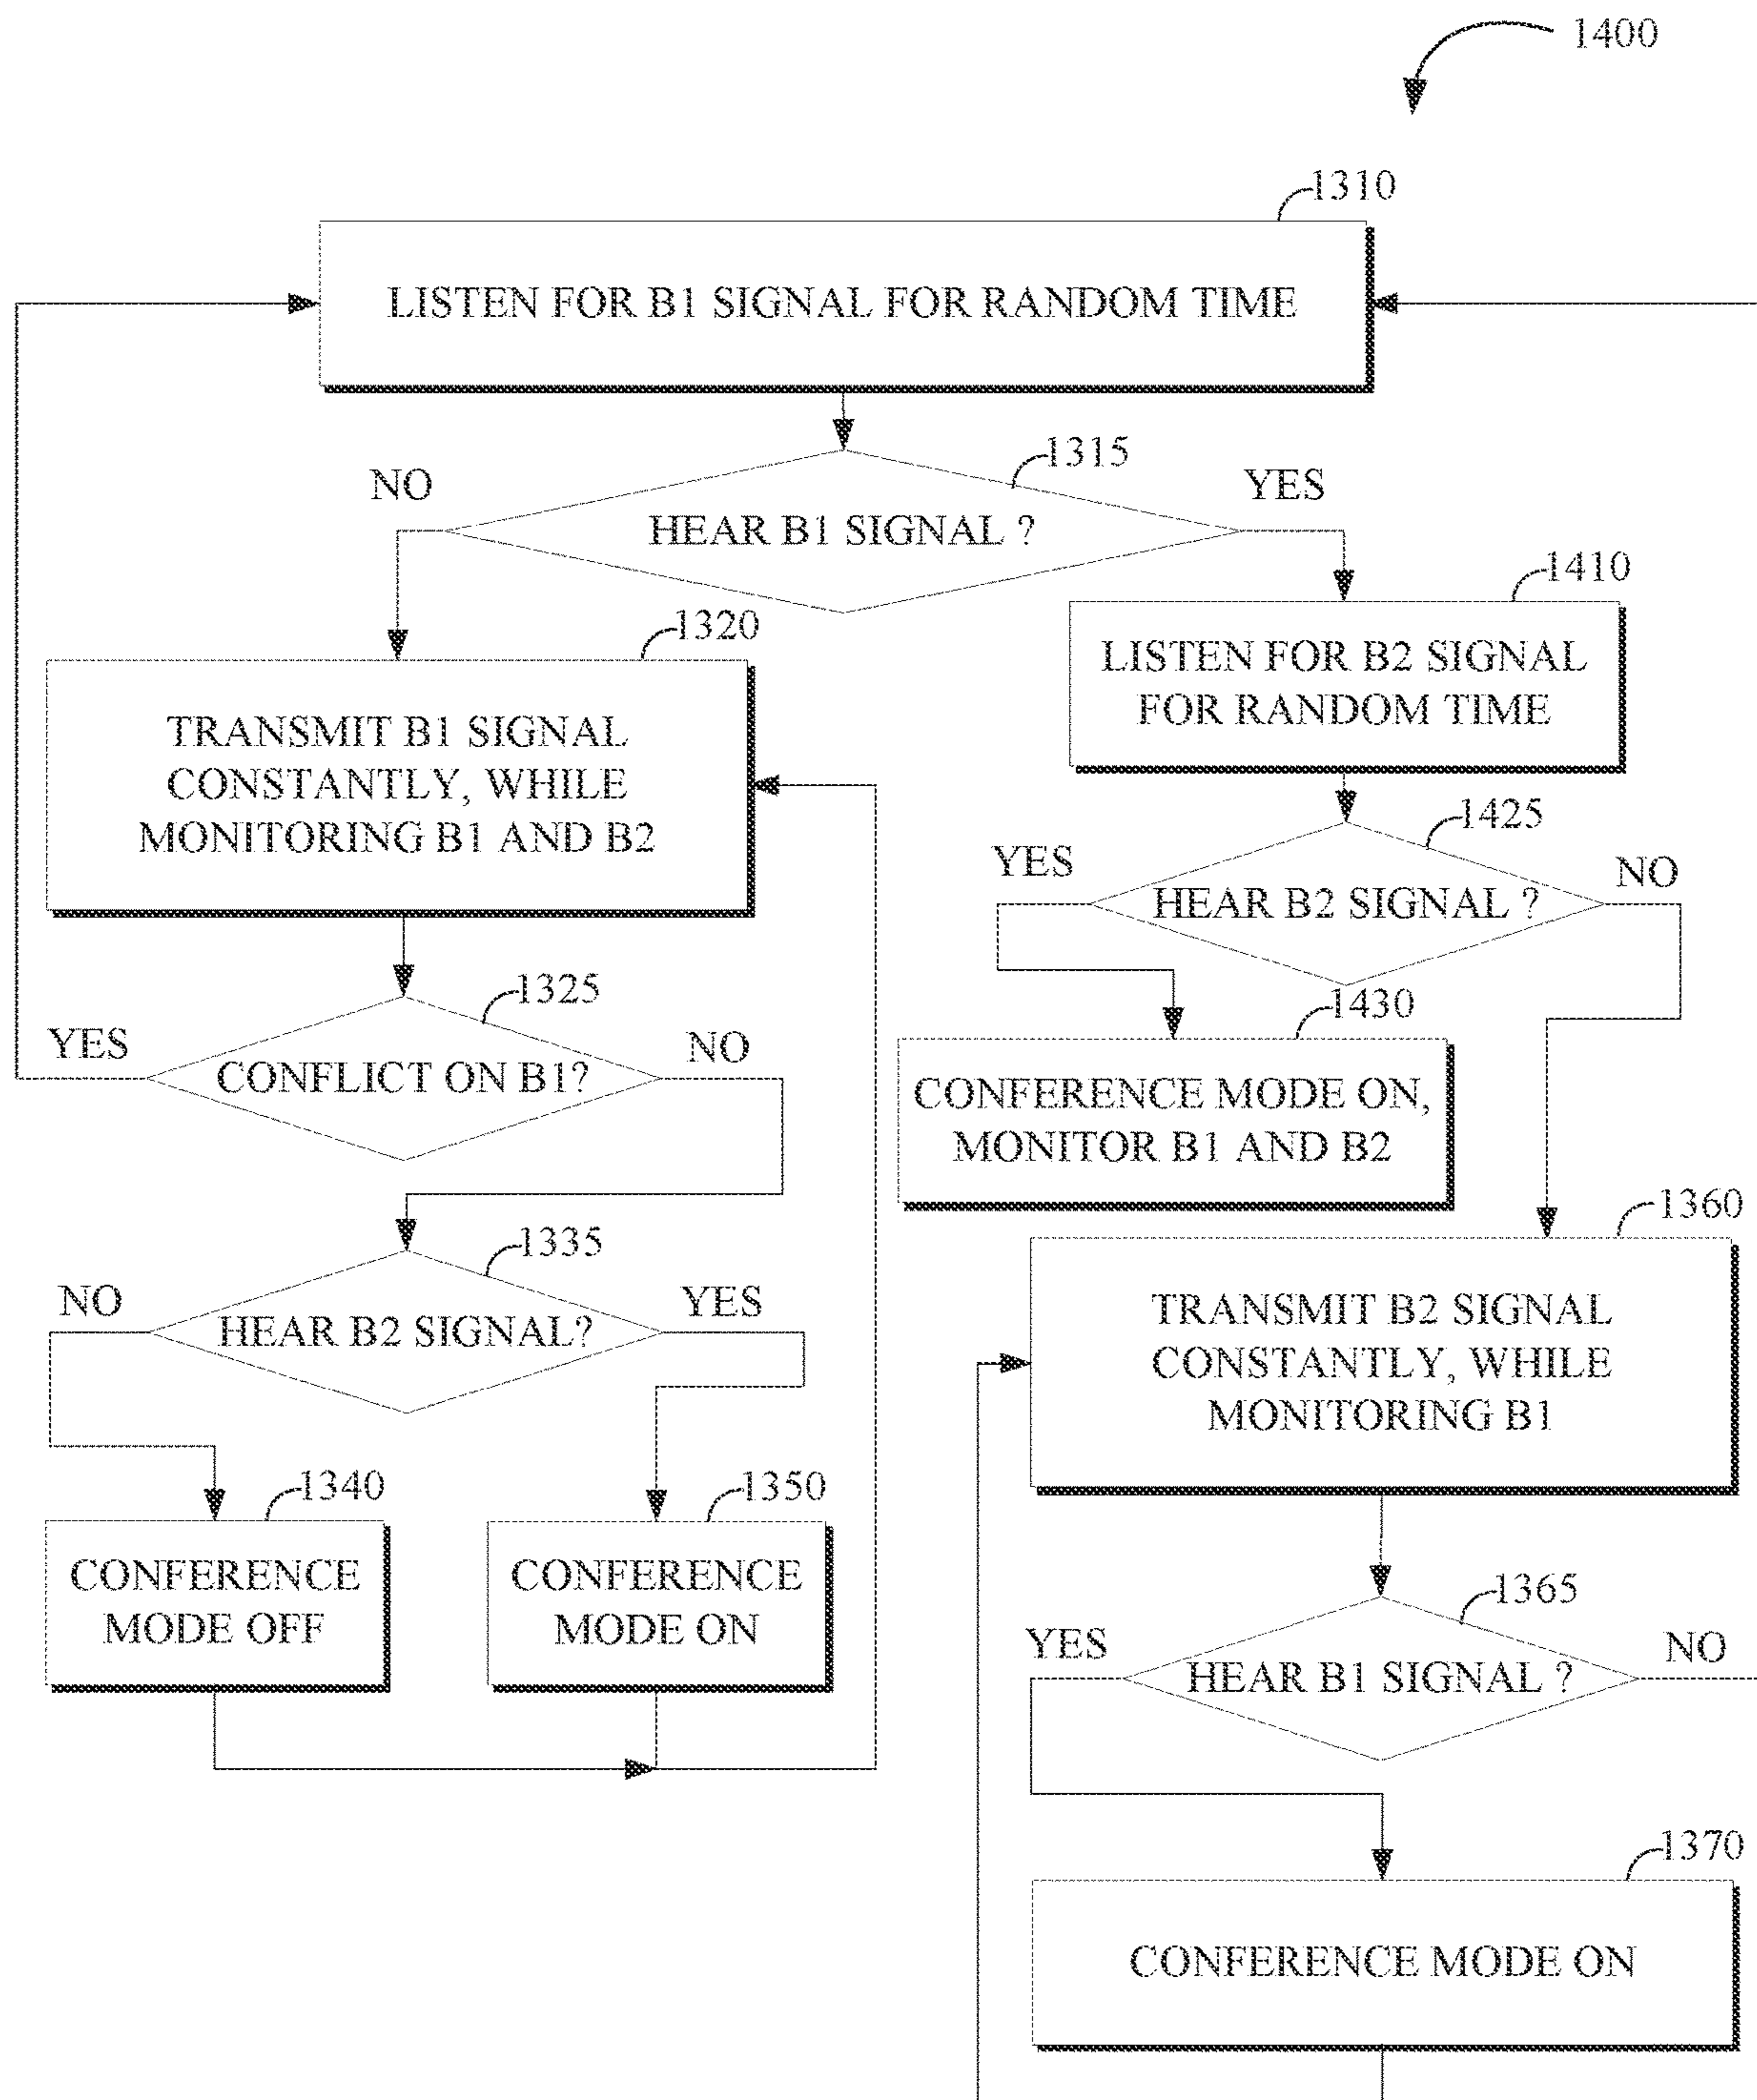 1400
1310
LISTEN FOR B1 SIGNAL FOR RANDOM TIME
1315
NO
YES
HEAR B1 SIGNAL ?
1410
LISTEN FOR B2 SIGNAL
FOR RANDOM TIME
1320
TRANSMIT B1 SIGNAL
CONSTANTLY, WHILE
MONITORING B1 AND B2
1425
YES
NO
HEAR B2 SIGNAL ?
1325
YES
NO
CONFLICT ON B1?
1430
CONFERENCE MODE ON,
MONITOR B1 AND B2
1335
NO
YES
HEAR B2 SIGNAL?
1360
TRANSMIT B2 SIGNAL
CONSTANTLY, WHILE
MONITORING B1
1340
CONFERENCE
MODE OFF
1350
CONFERENCE
MODE ON
1365
YES
NO
HEAR B1 SIGNAL ?
1370
CONFERENCE MODE ON